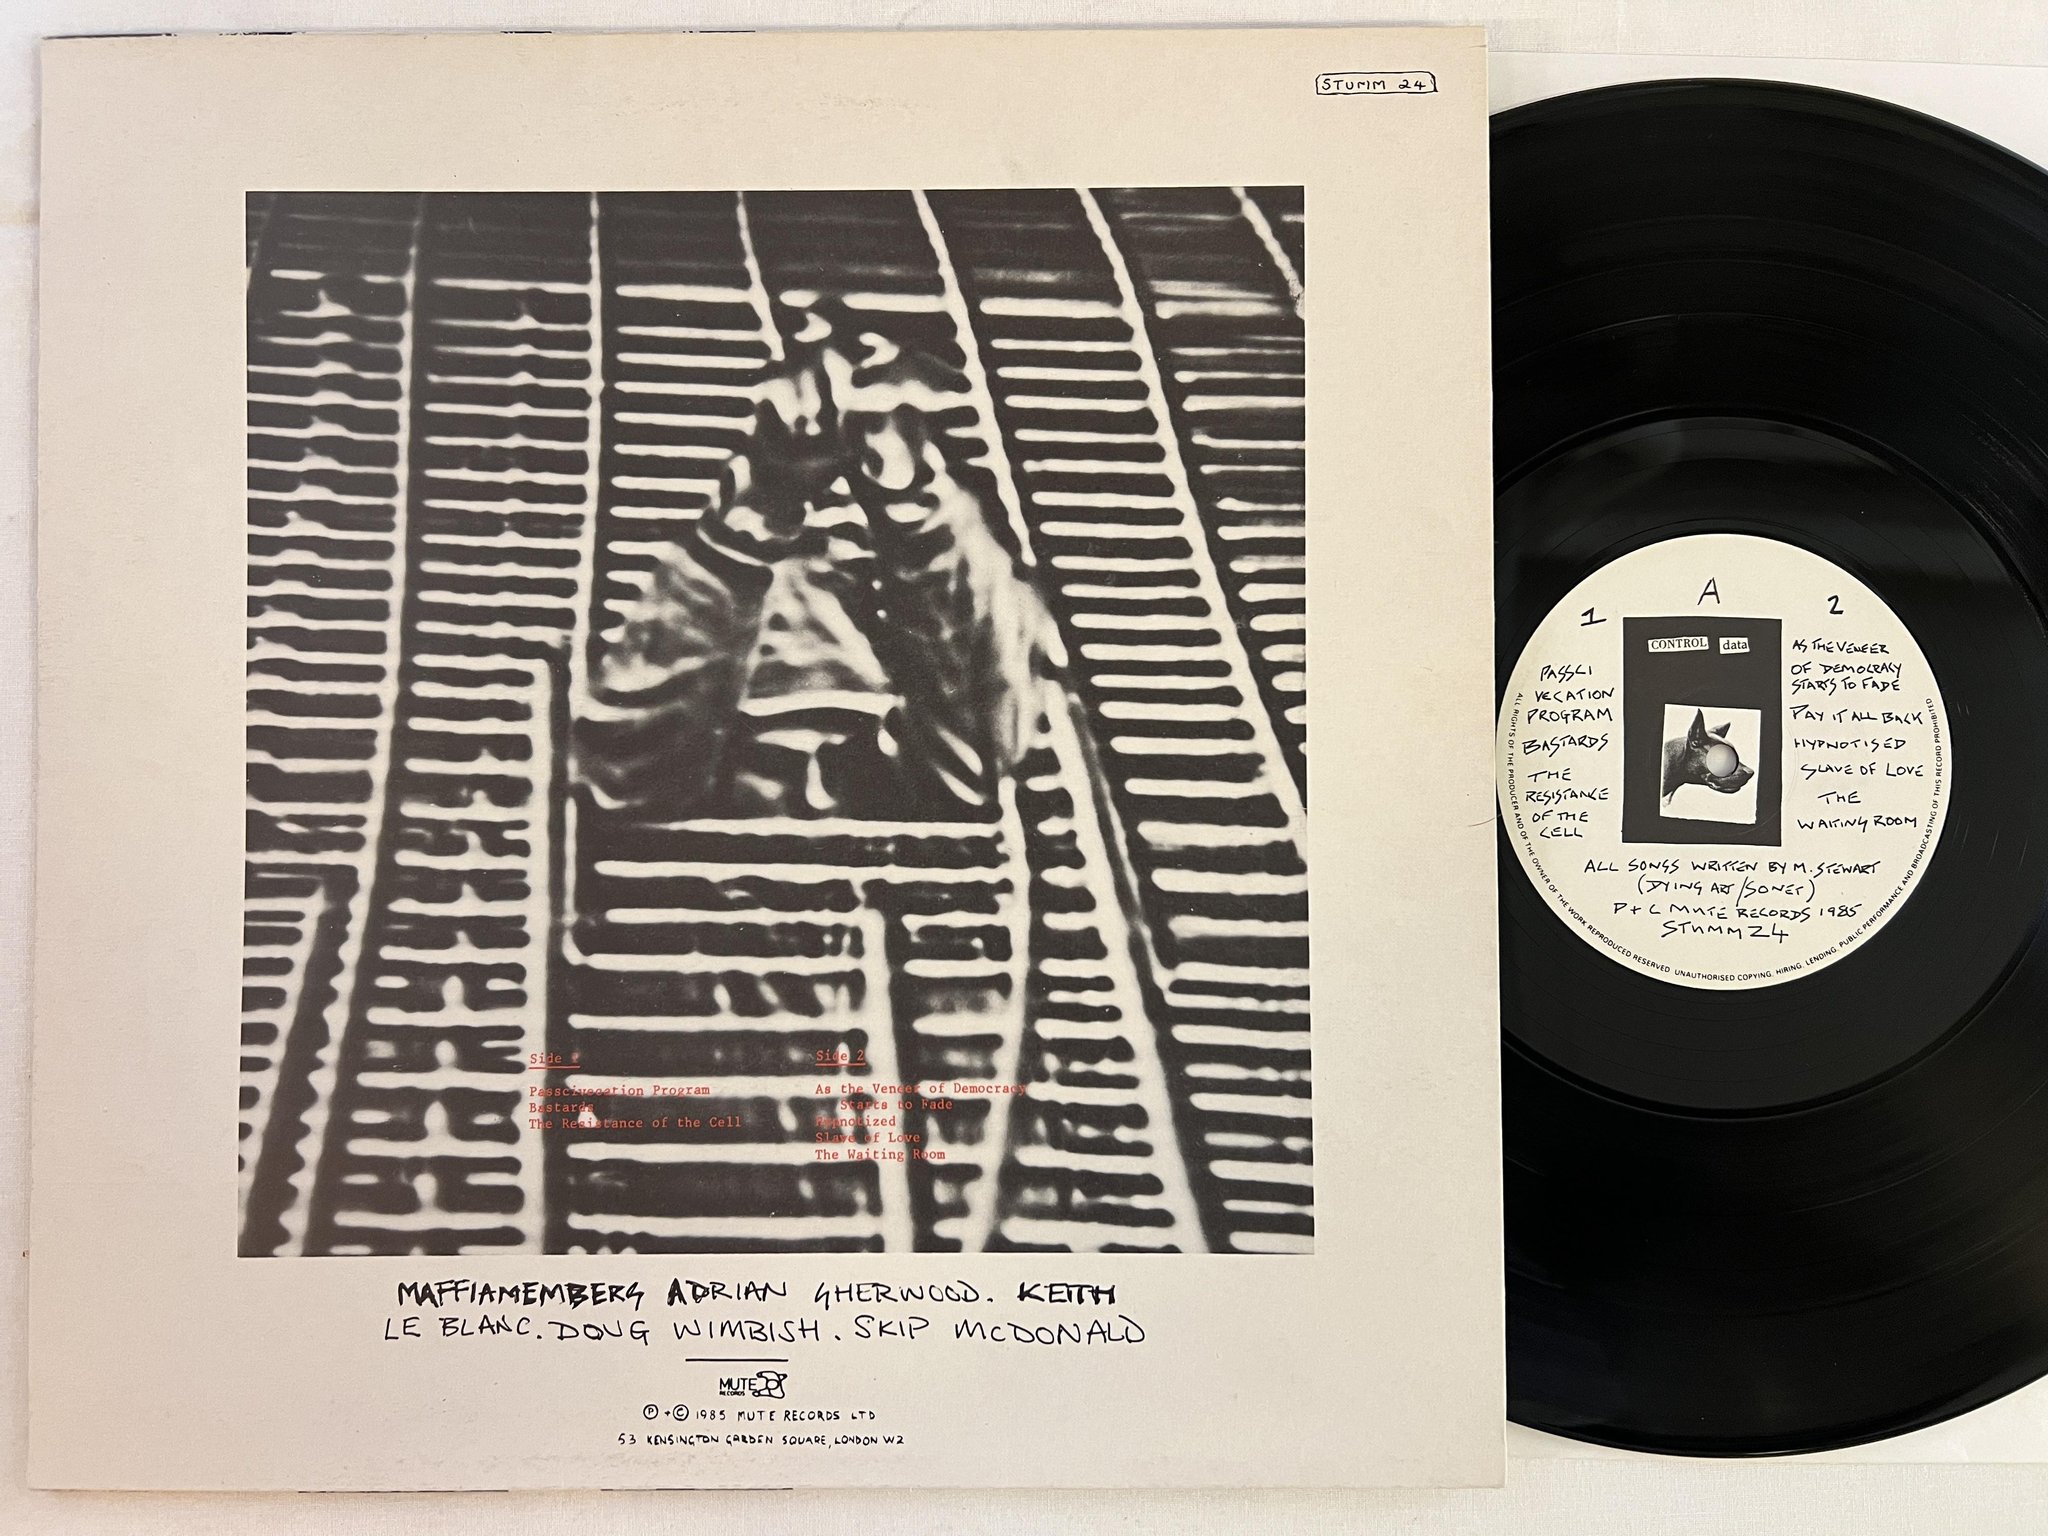 STUMM 24
Side 1
Passcivecation Program
Bastards
The Resistance of the Cell
Side 2
As the Veneer of Democracy
Starts to Fade
Hypnotized
Slave of Love
The Waiting Room
MAFFIAMEMBERS ADRIAN SHERWOOD. KEITH
LE BLANC. DOUG WIMBISH. SKIP McDONALD
MUTE
RECORDS
Ⓟ + © 1985 MUTE RECORDS LTD
53 KENSINGTON GARDEN SQUARE, LONDON W2
A
1
PASSCI
VECATION
PROGRAM
BASTARDS
THE
RESISTANCE
OF THE
CELL
CONTROL data
2
AS THE VENEER
OF DEMOCRACY
STARTS TO FADE
PAY IT ALL BACK
HYPNOTISED
SLAVE OF LOVE
THE
WAITING ROOM
ALL SONGS WRITTEN BY M. STEWART
(DYING ART/SONET)
P + C MUTE RECORDS 1985
STUMM 24
ALL RIGHTS OF THE PRODUCER AND OF THE OWNER OF THE WORK REPRODUCED RESERVED. UNAUTHORISED COPYING, HIRING, LENDING, PUBLIC PERFORMANCE AND BROADCASTING OF THIS RECORD PROHIBITED